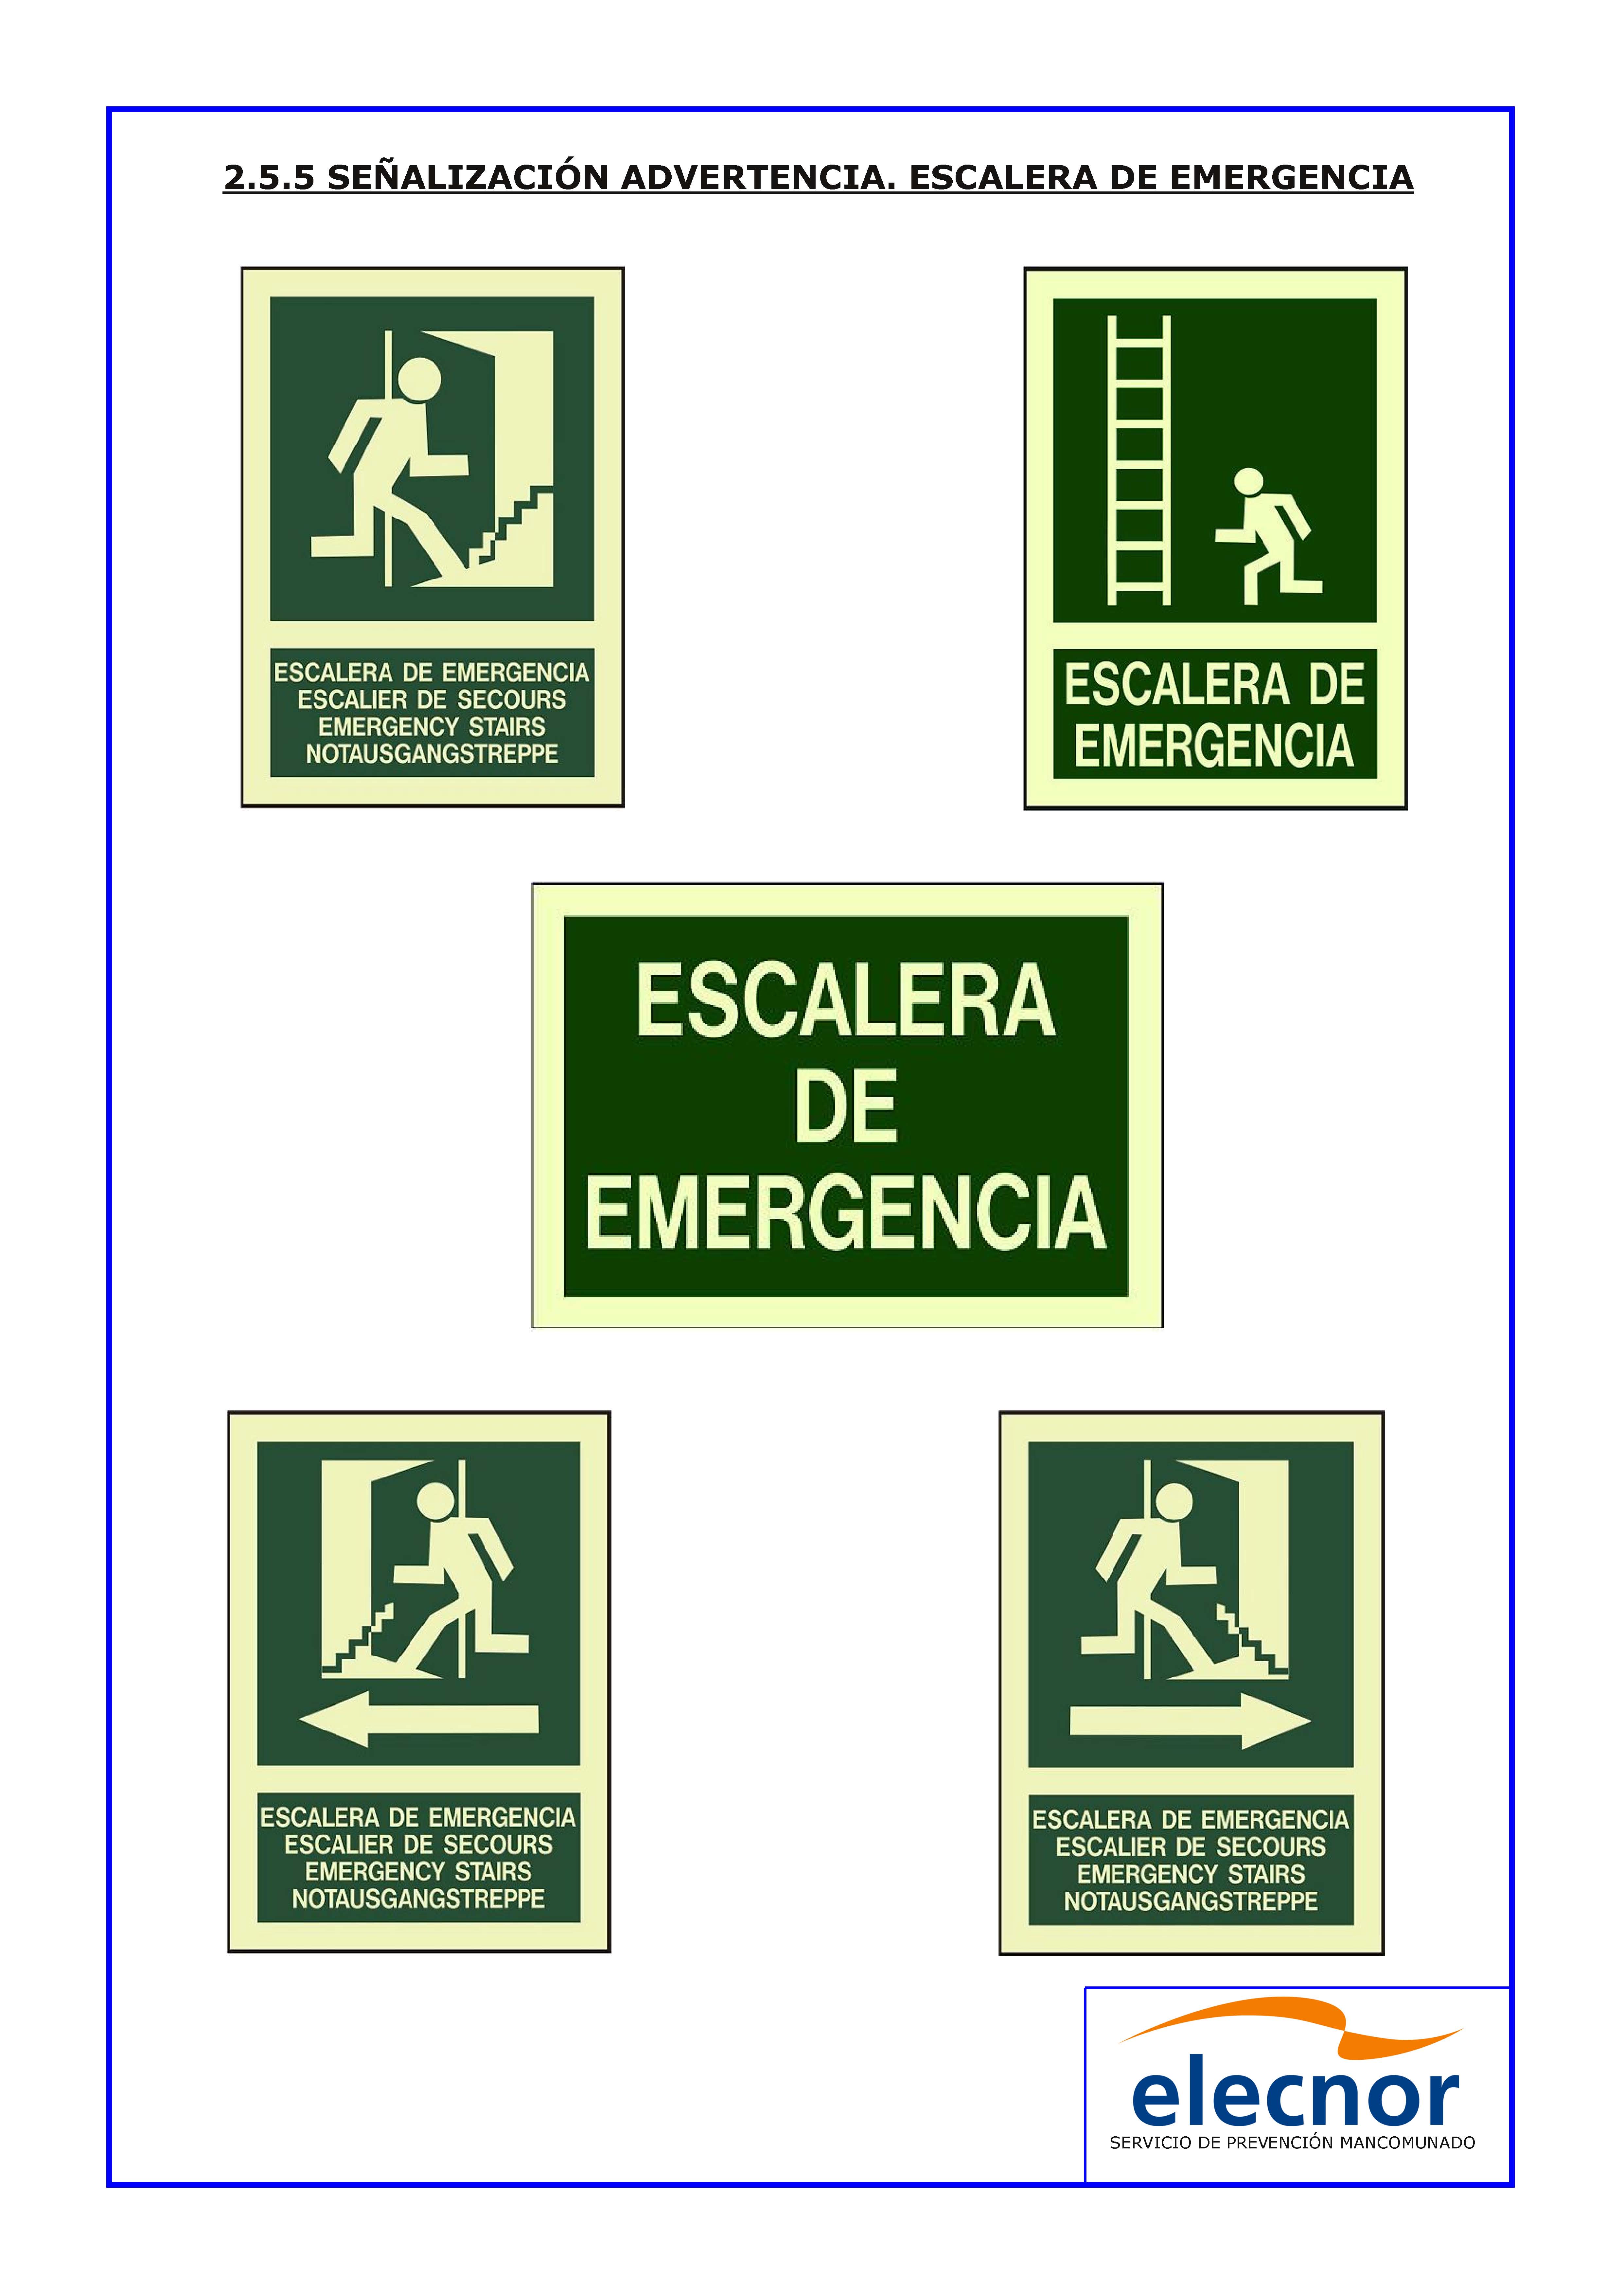 2.5.5 SEÑALIZACIÓN ADVERTENCIA. ESCALERA DE EMERGENCIA
ESCALERA DE EMERGENCIA
ESCALIER DE SECOURS
EMERGENCY STAIRS
NOTAUSGANGSTREPPE
ESCALERA DE
EMERGENCIA
ESCALERA
DE
EMERGENCIA
ESCALERA DE EMERGENCIA
ESCALIER DE SECOURS
EMERGENCY STAIRS
NOTAUSGANGSTREPPE
ESCALERA DE EMERGENCIA
ESCALIER DE SECOURS
EMERGENCY STAIRS
NOTAUSGANGSTREPPE
elecnor
SERVICIO DE PREVENCIÓN MANCOMUNADO